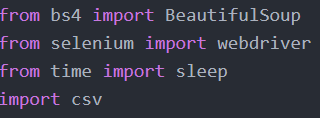 from bs4 import BeautifulSoup
from selenium import webdriver
from time import sleep
import csv